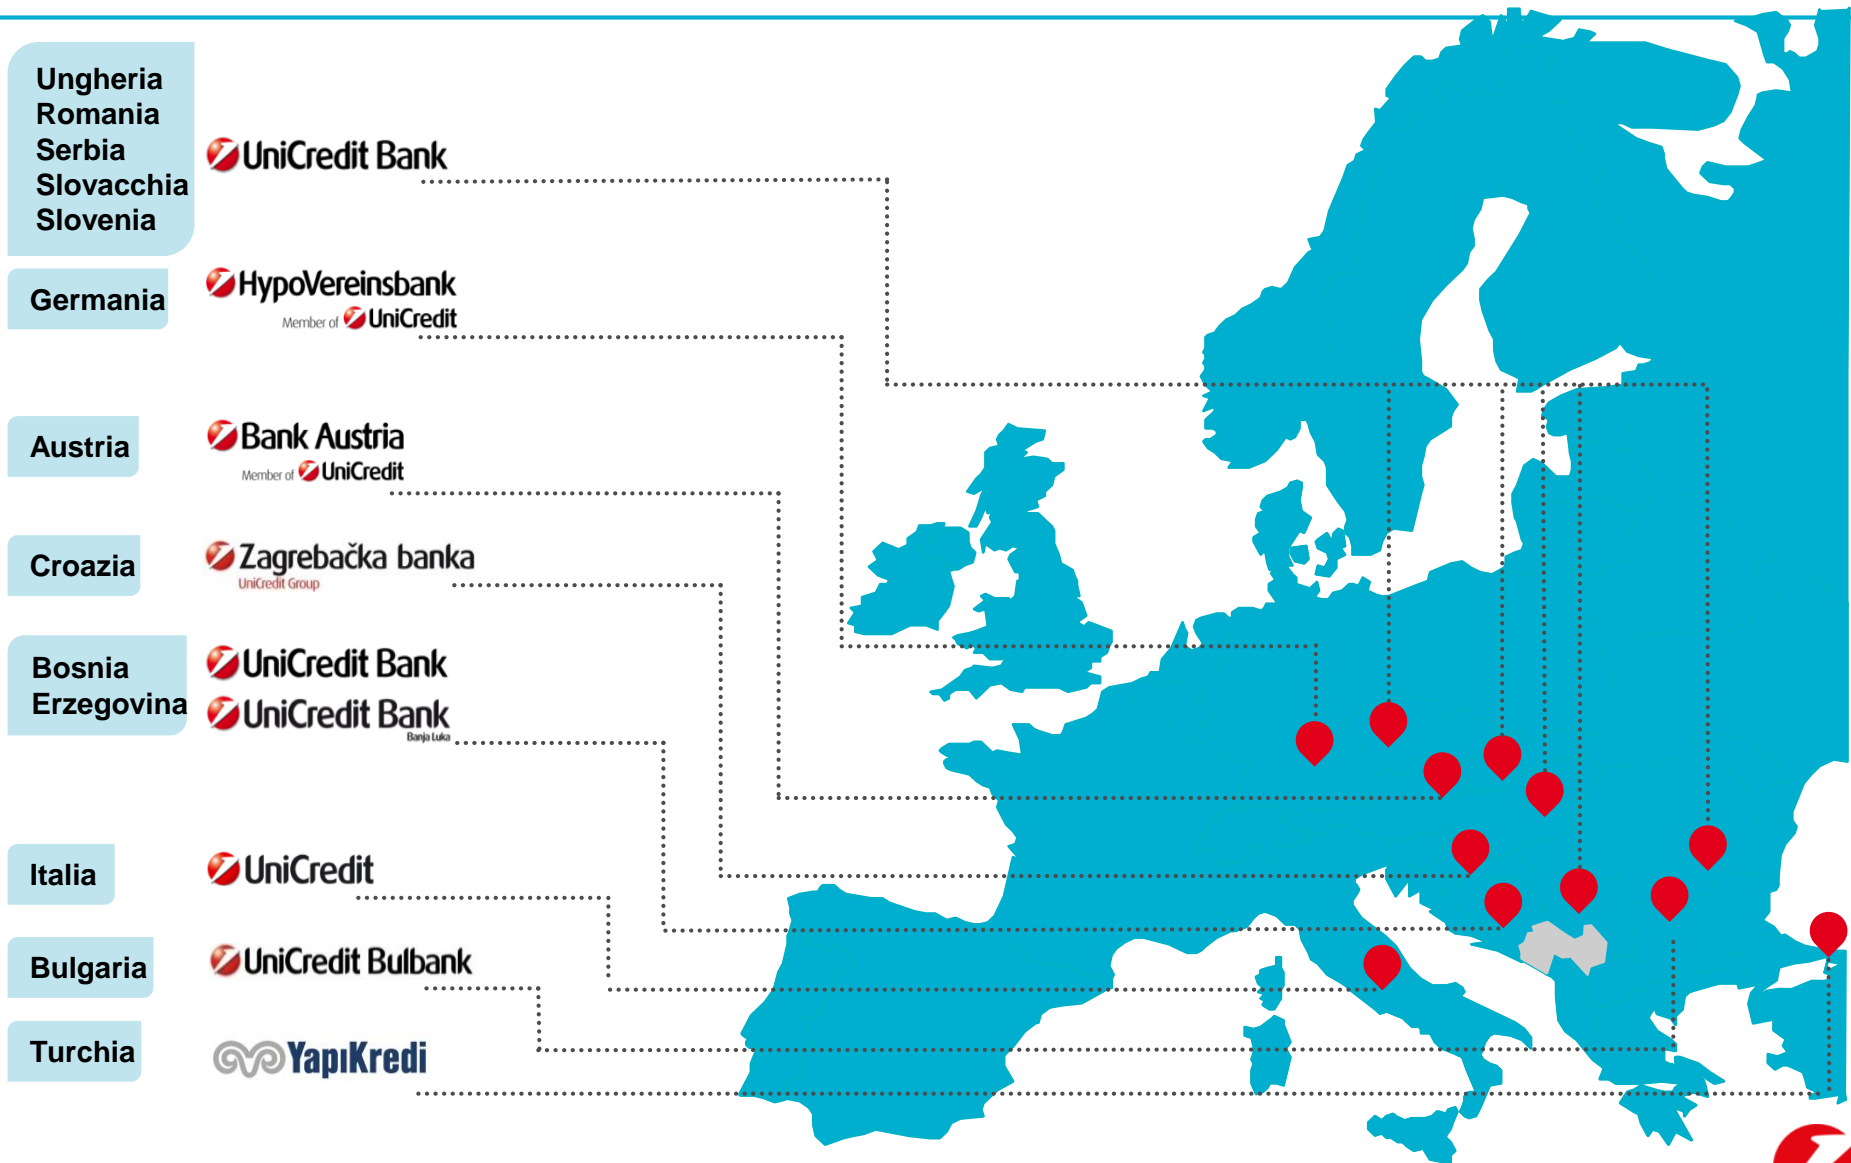 Ungheria
Romania
Serbia
Slovacchia
Slovenia
UniCredit Bank
Germania
HypoVereinsbank
Member of UniCredit
Austria
Bank Austria
Member of UniCredit
Croazia
Zagrebačka banka
UniCredit Group
Bosnia
Erzegovina
UniCredit Bank
UniCredit Bank
Banja Luka
Italia
UniCredit
Bulgaria
UniCredit Bulbank
Turchia
YapıKredi